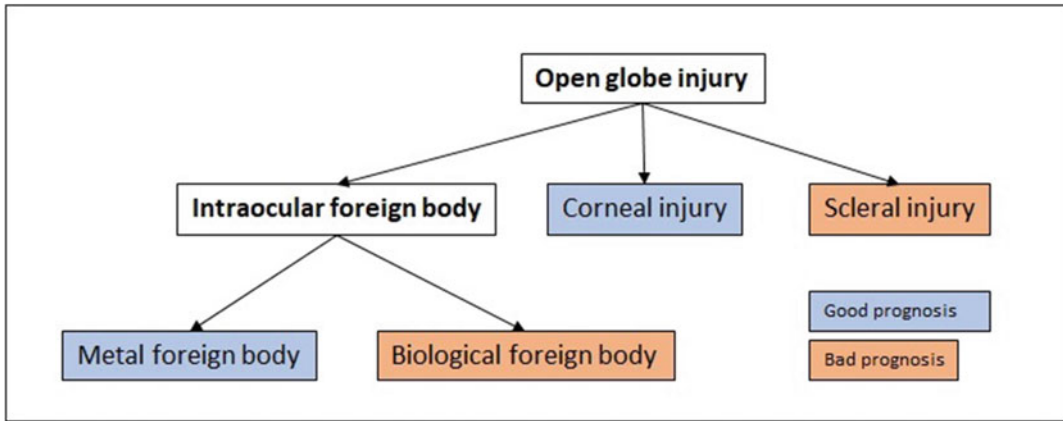 Open globe injury
Intraocular foreign body
Corneal injury
Scleral injury
Good prognosis
Metal foreign body
Biological foreign body
Bad prognosis